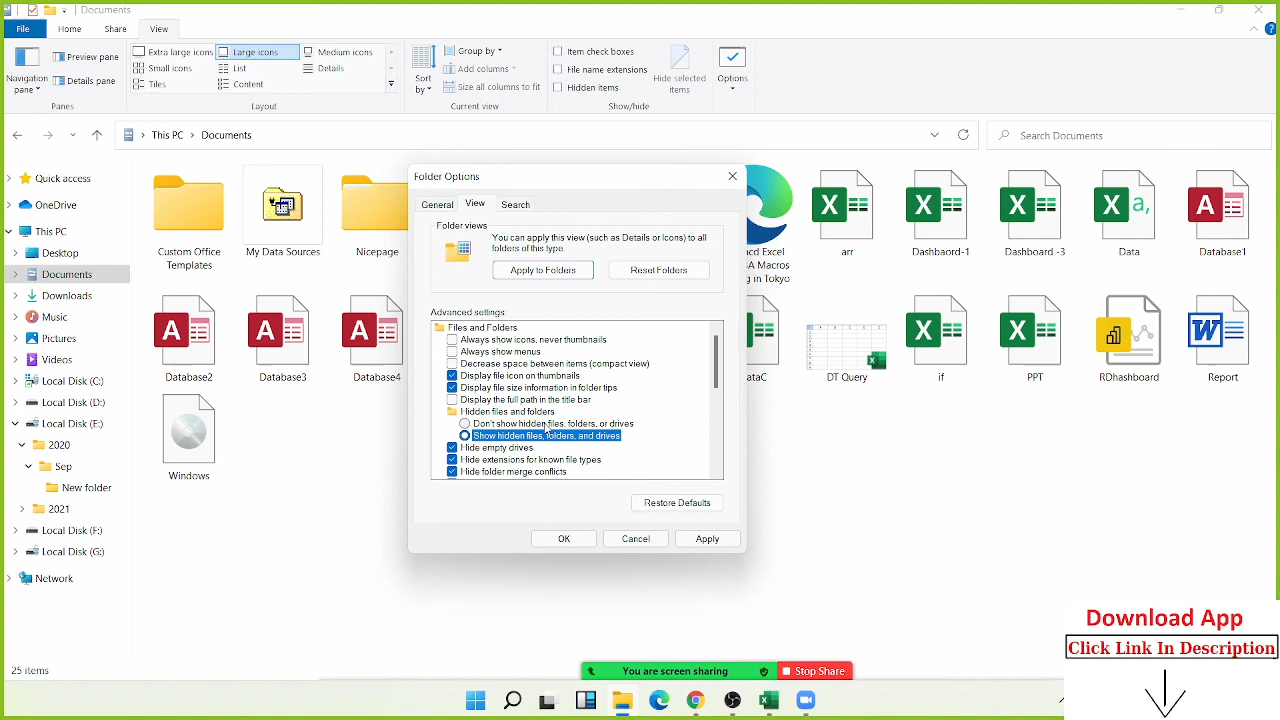 Documents
File
Home
Share
View
Navigation
pane
Preview pane
Details pane
Panes
Extra large icons
Large icons
Medium icons
Small icons
List
Details
Tiles
Content
Layout
Sort
by
Group by
Add columns
Size all columns to fit
Current view
Item check boxes
File name extensions
Hidden items
Hide selected
items
Show/hide
Options
This PC
Documents
Search Documents
Quick access
OneDrive
This PC
Desktop
Documents
Downloads
Music
Pictures
Videos
Local Disk (C:)
Local Disk (D:)
Local Disk (E:)
2020
Sep
New folder
2021
Local Disk (F:)
Local Disk (G:)
Network
Custom Office
Templates
My Data Sources
Nicepage
Excel
Macros
in Tokyo
arr
Dashbaord-1
Dashboard -3
Data
Database1
Database2
Database3
Database4
DT Query
if
PPT
RDhashboard
Report
Windows
Folder Options
General
View
Search
Folder views
You can apply this view (such as Details or Icons) to all
folders of this type.
Apply to Folders
Reset Folders
Advanced settings:
Files and Folders
Always show icons, never thumbnails
Always show menus
Decrease space between items (compact view)
Display file icon on thumbnails
Display file size information in folder tips
Display the full path in the title bar
Hidden files and folders
Don't show hidden files, folders, or drives
Show hidden files, folders, and drives
Hide empty drives
Hide extensions for known file types
Hide folder merge conflicts
Restore Defaults
OK
Cancel
Apply
25 items
You are screen sharing
Stop Share
Download App
Click Link In Description